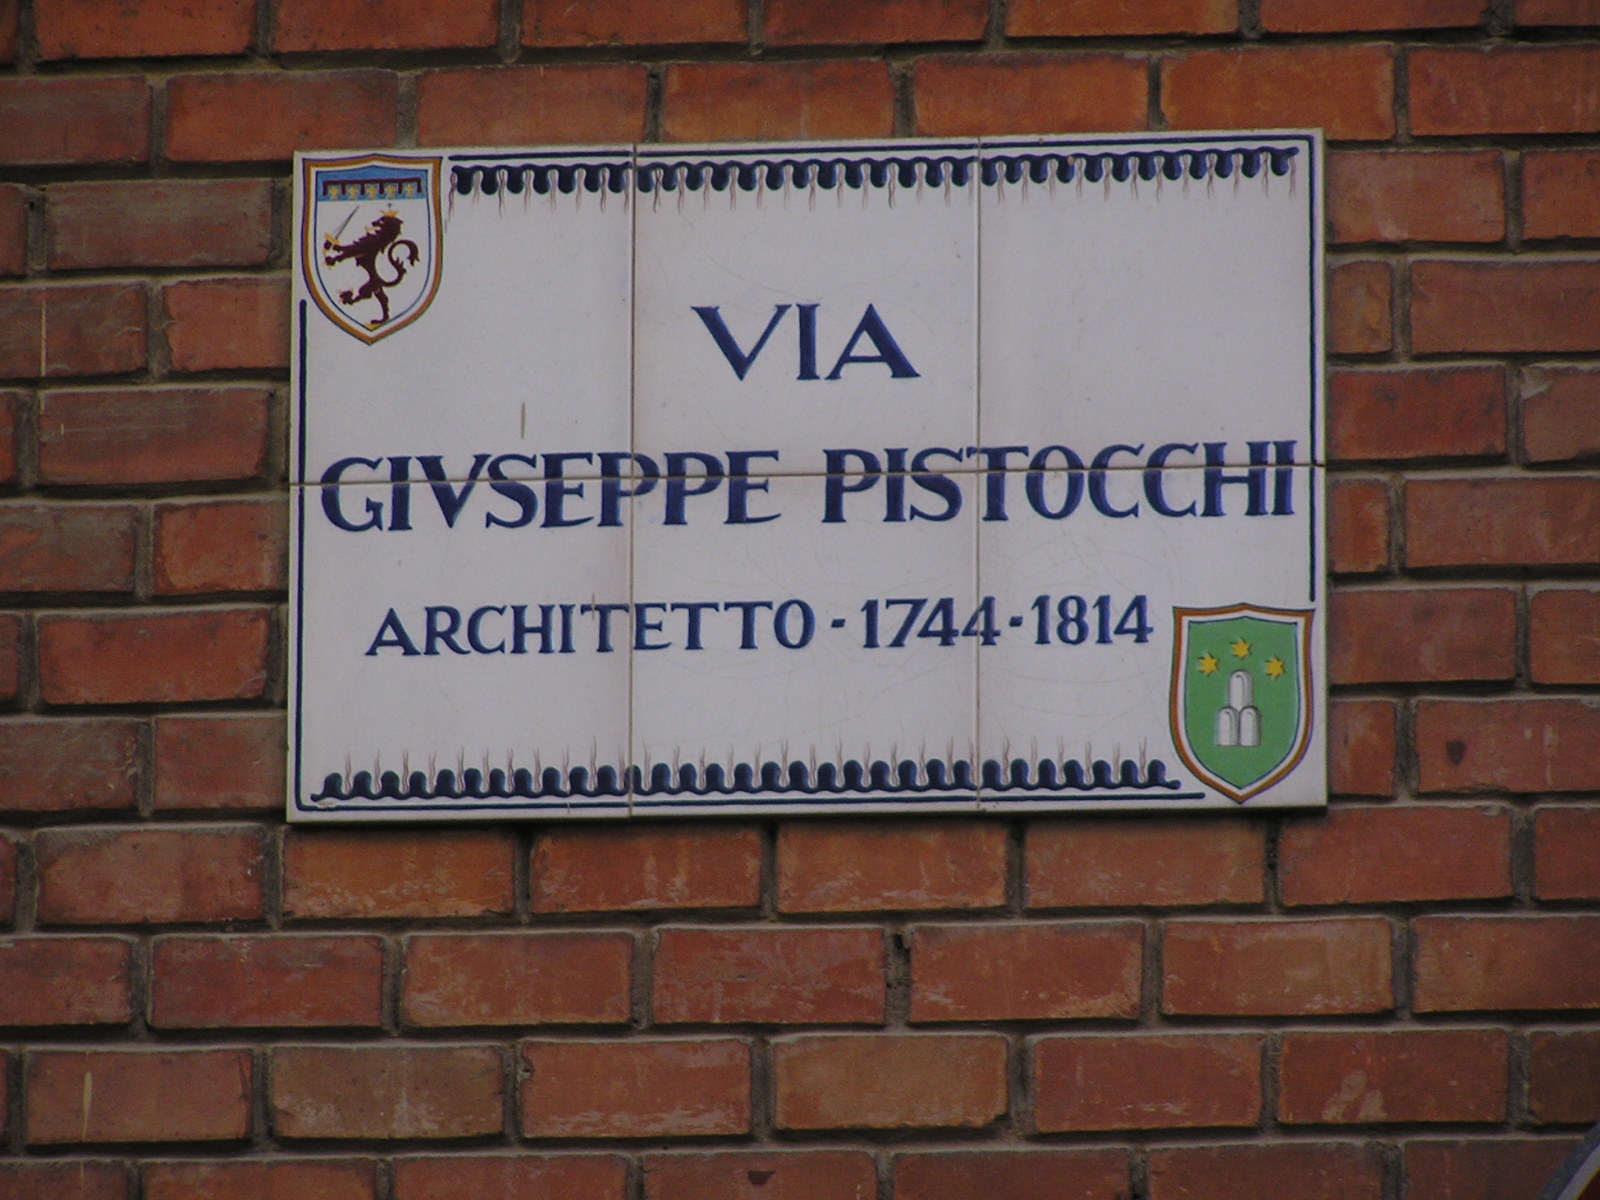 VIA
GIVSEPPE PISTOCCHI
ARCHITETTO - 1744 - 1814